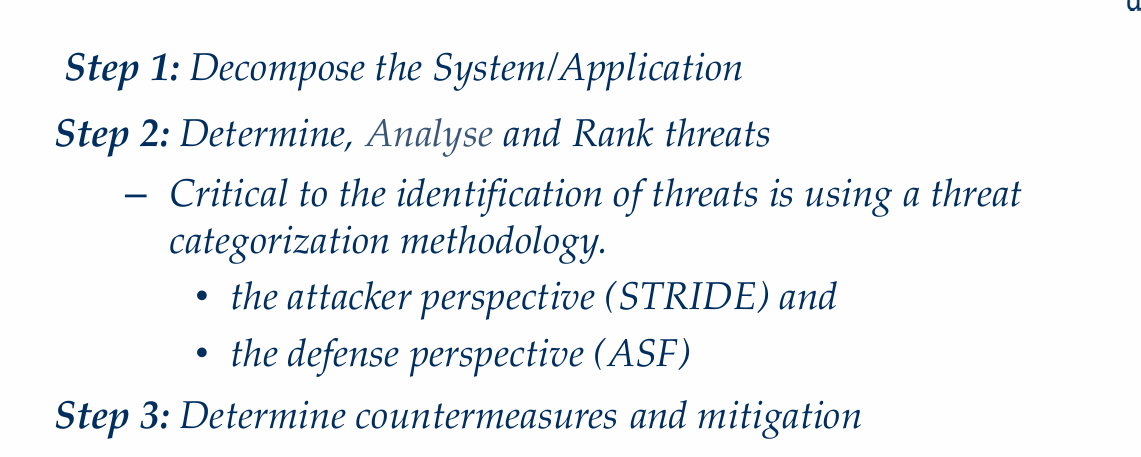 Step 1: Decompose the System/Application
Step 2: Determine, Analyse and Rank threats
– Critical to the identification of threats is using a threat
categorization methodology.
• the attacker perspective (STRIDE) and
• the defense perspective (ASF)
Step 3: Determine countermeasures and mitigation